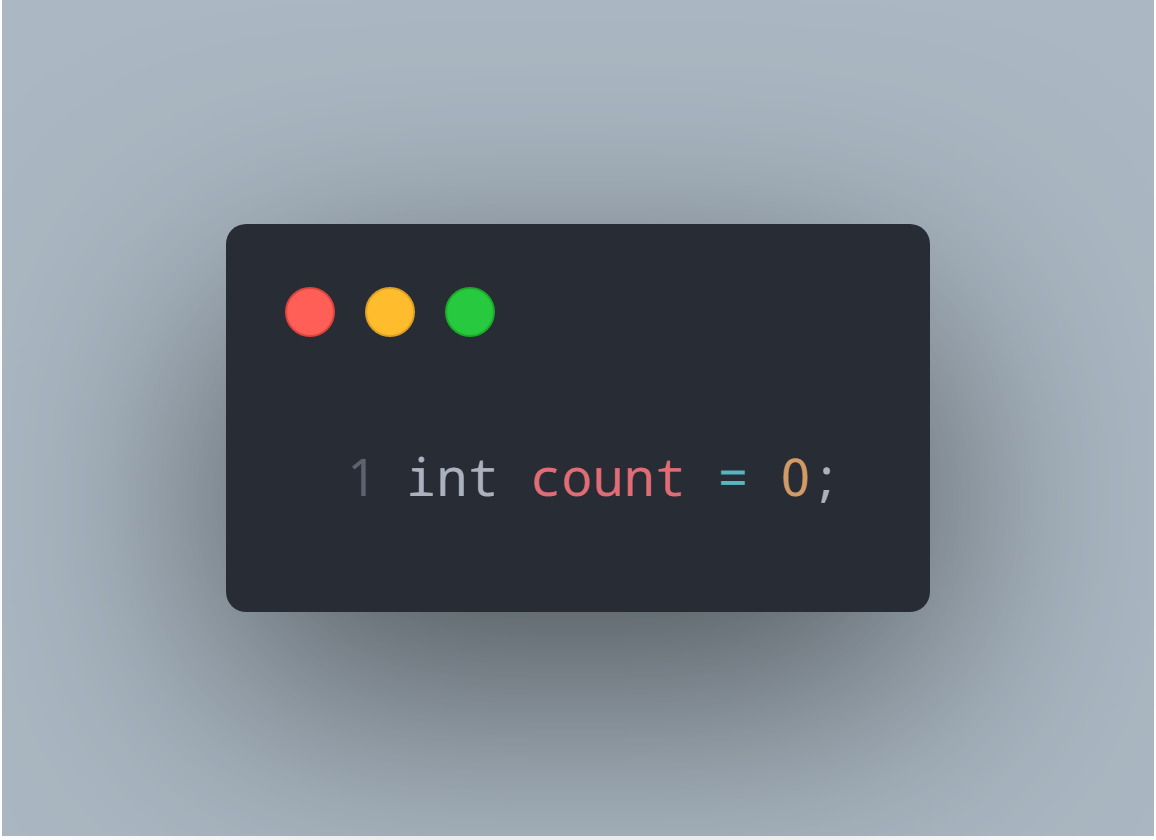 1 int count = 0;